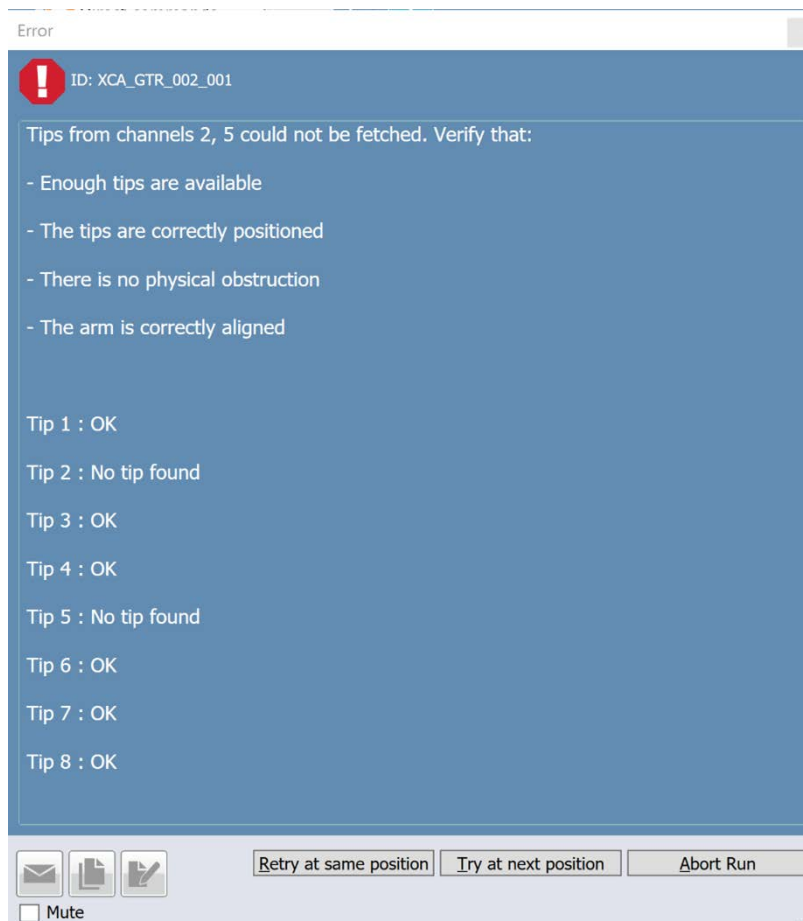 Error
ID: XCA_GTR_002_001
Tips from channels 2, 5 could not be fetched. Verify that:
- Enough tips are available
- The tips are correctly positioned
- There is no physical obstruction
- The arm is correctly aligned
Tip 1 : OK
Tip 2 : No tip found
Tip 3 : OK
Tip 4 : OK
Tip 5 : No tip found
Tip 6 : OK
Tip 7 : OK
Tip 8 : OK
Retry at same position Try at next position Abort Run
Mute